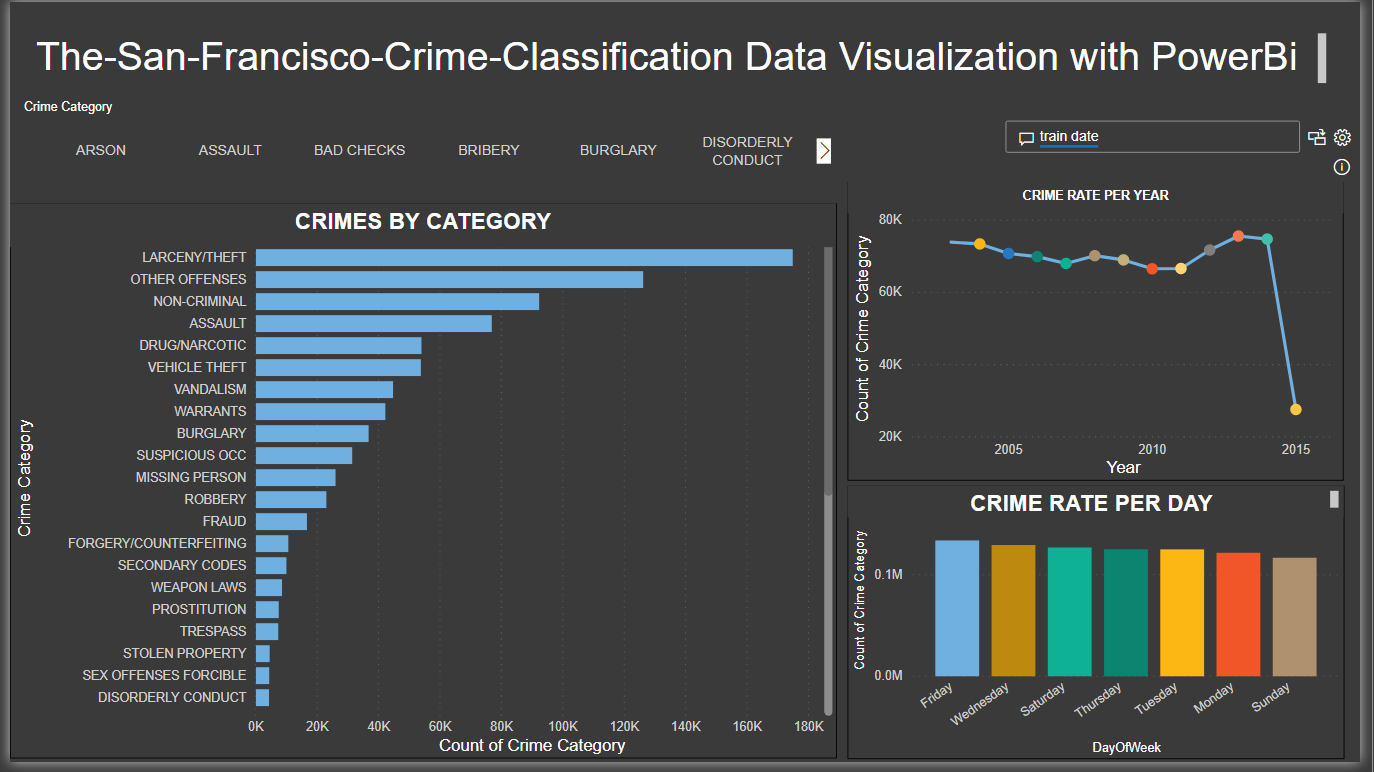 The-San-Francisco-Crime-Classification Data Visualization with PowerBi
Crime Category
ARSON
ASSAULT
BAD CHECKS
BRIBERY
BURGLARY
DISORDERLY
CONDUCT
train date
CRIMES BY CATEGORY
Crime Category
LARCENY/THEFT
OTHER OFFENSES
NON-CRIMINAL
ASSAULT
DRUG/NARCOTIC
VEHICLE THEFT
VANDALISM
WARRANTS
BURGLARY
SUSPICIOUS OCC
MISSING PERSON
ROBBERY
FRAUD
FORGERY/COUNTERFEITING
SECONDARY CODES
WEAPON LAWS
PROSTITUTION
TRESPASS
STOLEN PROPERTY
SEX OFFENSES FORCIBLE
DISORDERLY CONDUCT
0K 20K 40K 60K 80K 100K 120K 140K 160K 180K
Count of Crime Category
CRIME RATE PER YEAR
Count of Crime Category
80K
60K
40K
20K
2005 2010 2015
Year
CRIME RATE PER DAY
Count of Crime Category
0.1M
0.0M
Friday Wednesday Saturday Thursday Tuesday Monday Sunday
DayOfWeek